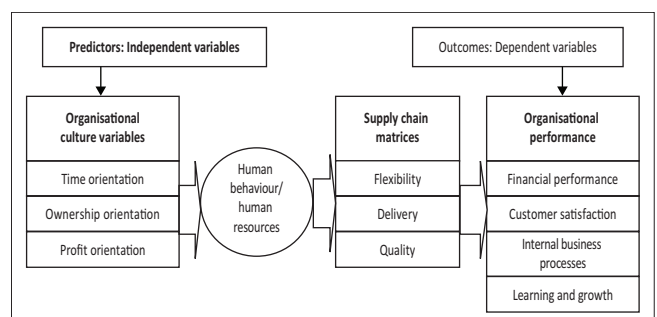 Predictors: Independent variables
Outcomes: Dependent variables
Organisational
culture variables
Time orientation
Ownership orientation
Profit orientation
Human
behaviour/
human
resources
Supply chain
matrices
Flexibility
Delivery
Quality
Organisational
performance
Financial performance
Customer satisfaction
Internal business
processes
Learning and growth